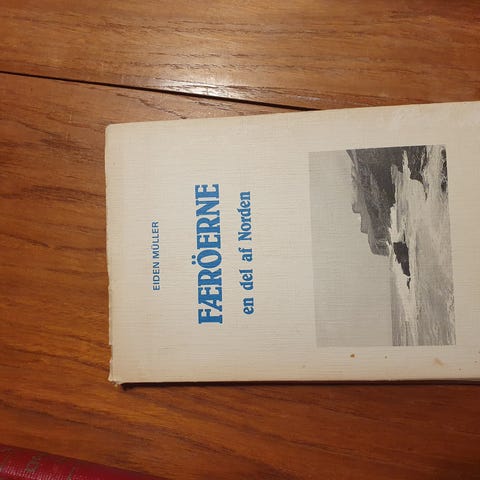 EIDEN MÜLLER
FÆRÖERNE
en del af Norden